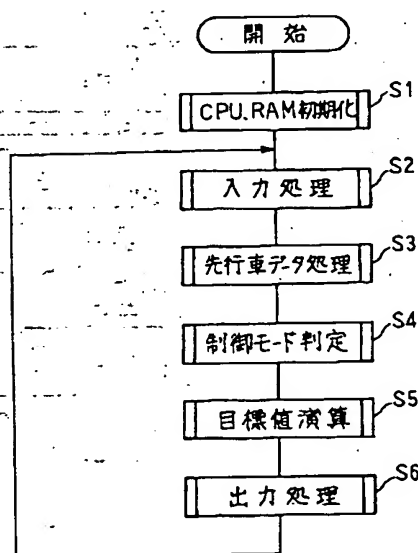 開始
CPU.RAM初期化
S1
入力処理
S2
先行車データ処理
S3
制御モード判定
S4
目標値演算
S5
出力処理
S6